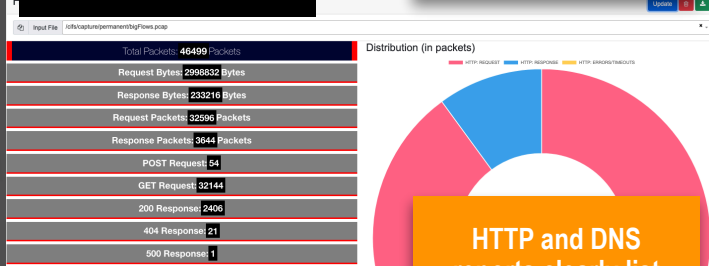 Update
Input File /clfs/capture/permanent/bigFlows.pcap
Total Packets: 46499 Packets
Request Bytes: 2998832 Bytes
Response Bytes: 233216 Bytes
Request Packets: 32596 Packets
Response Packets: 3644 Packets
POST Request: 54
GET Request: 32144
200 Response: 2406
404 Response: 21
500 Response: 1
Distribution (in packets)
HTTP: REQUEST HTTP: RESPONSE HTTP: ERRORS/TIMEOUTS
HTTP and DNS